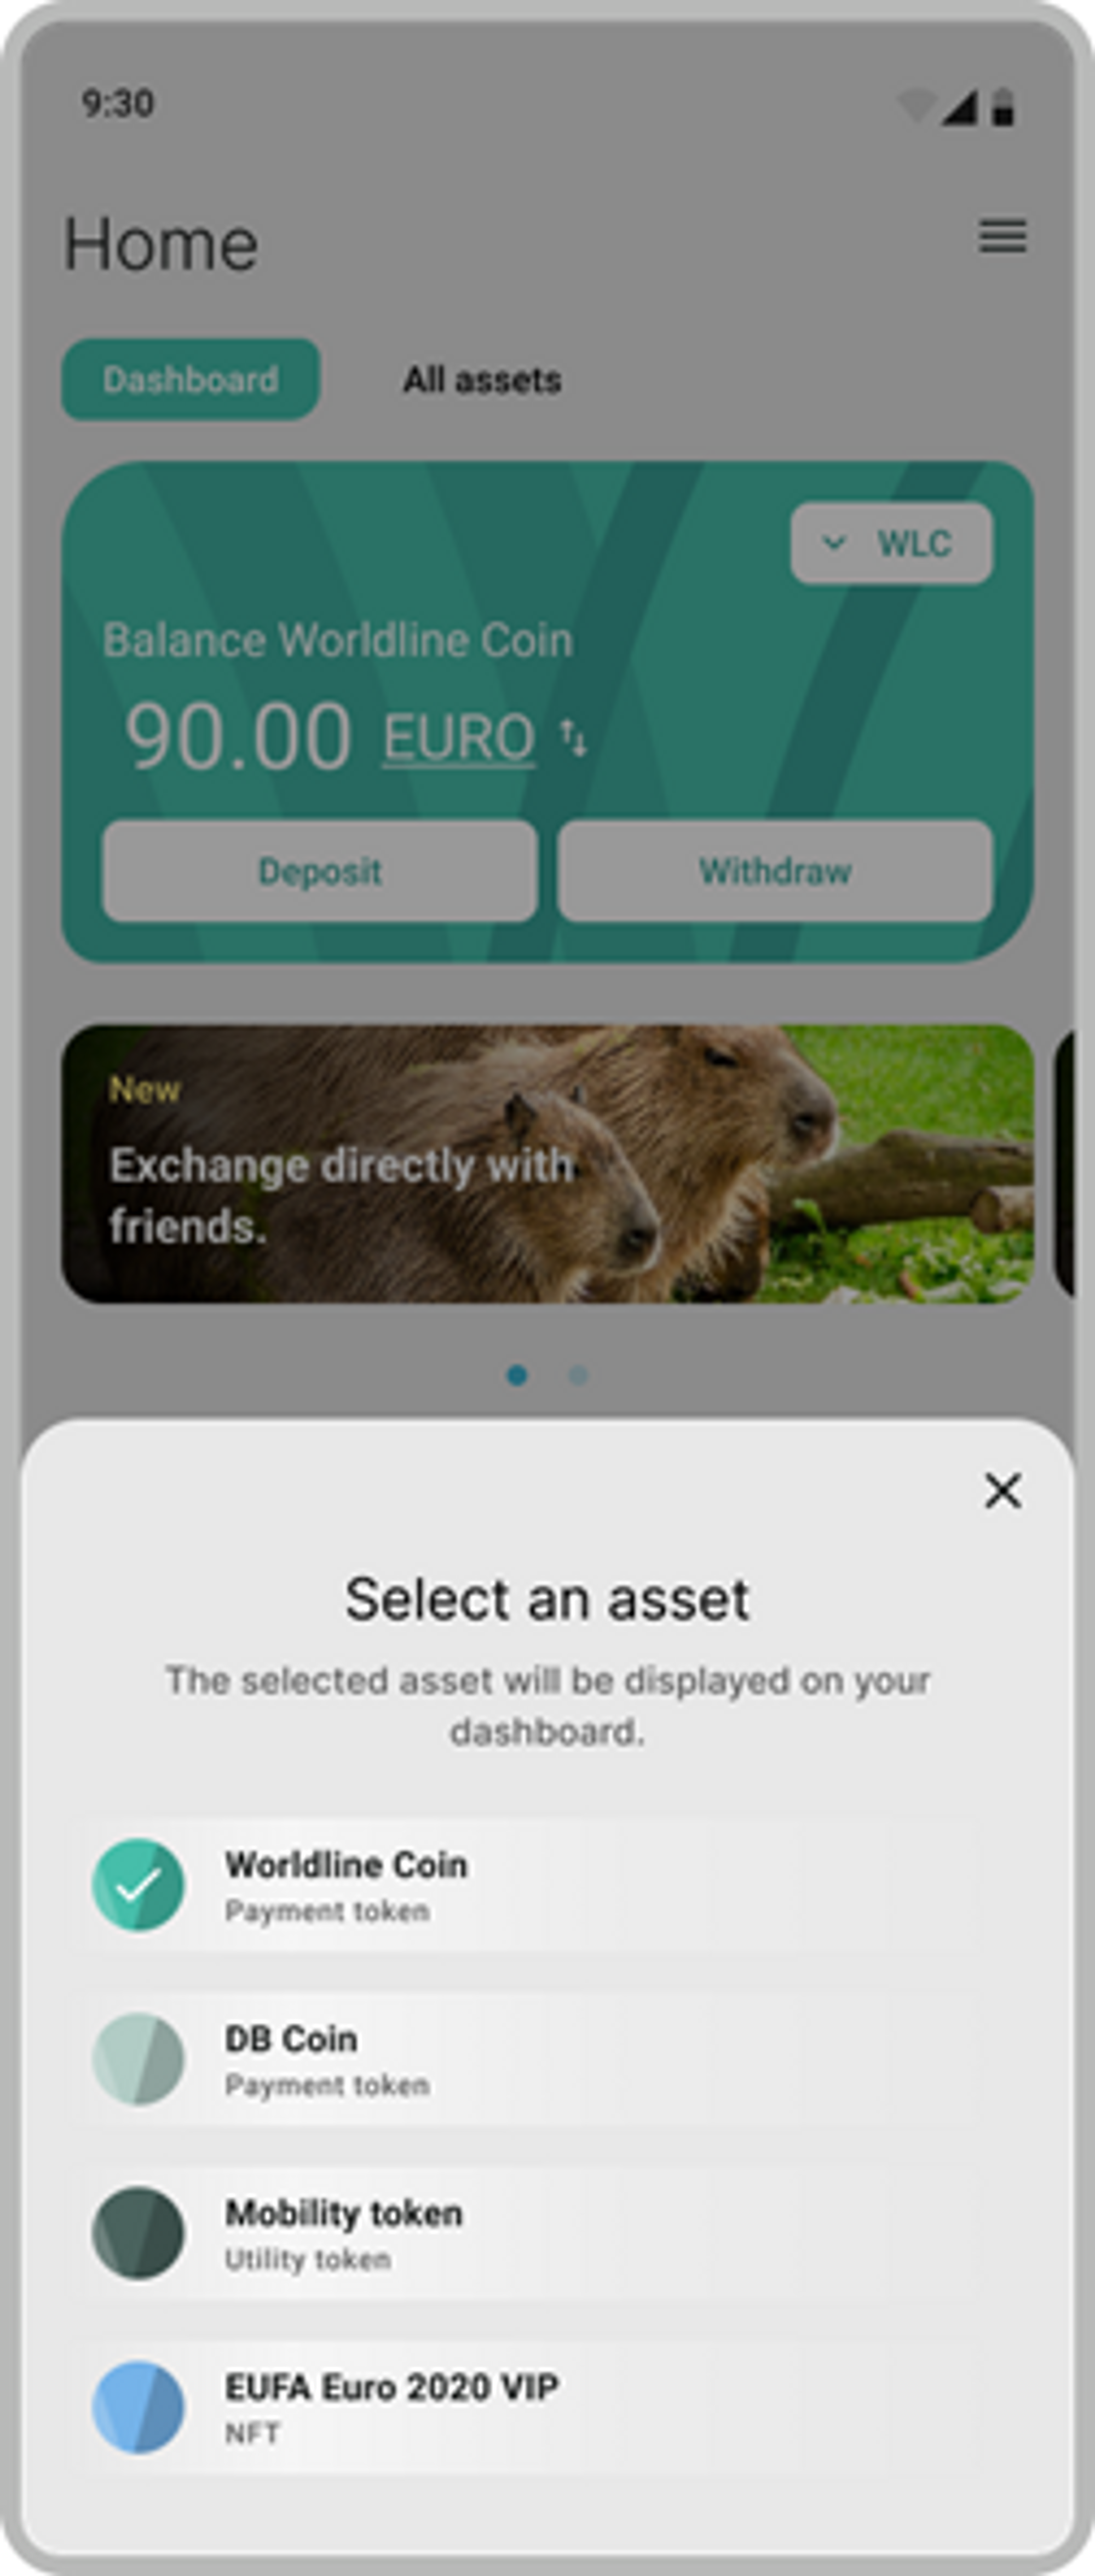 9:30
Home
Dashboard
All assets
WLC
Balance Worldline Coin
90.00 EURO
Deposit
Withdraw
New
Exchange directly with
friends.
Select an asset
The selected asset will be displayed on your
dashboard.
Worldline Coin
Payment token
DB Coin
Payment token
Mobility token
Utility token
EUFA Euro 2020 VIP
NFT